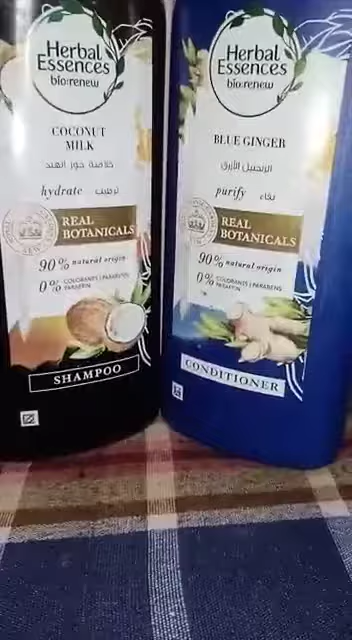 Herbal
Essences
bio:renew
COCONUT
MILK
خلاصة جوز الهند
hydrate ترطيب
REAL
BOTANICALS
90% natural origin
0% COLORANTS | PARABENS
PARAFFIN
SHAMPOO
Herbal
Essences
bio:renew
BLUE GINGER
الزنجبيل الأزرق
purify نقاء
REAL
BOTANICALS
90% natural origin
0% COLORANTS | PARABENS
PARAFFIN
CONDITIONER